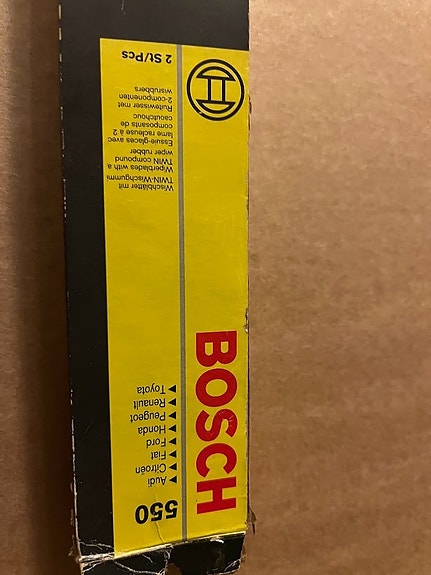 BOSCH
550
Audi
Citroën
Fiat
Ford
Honda
Peugeot
Renault
Toyota
Wischblätter mit
TWIN-Wischgummi
Wiperblades with a
TWIN compound
wiper rubber
Essuie-glaces avec
lame racleuse à 2
composants de
caoutchouc
Ruitewisser met
2-componenten
wisrubbers
2 St/Pcs